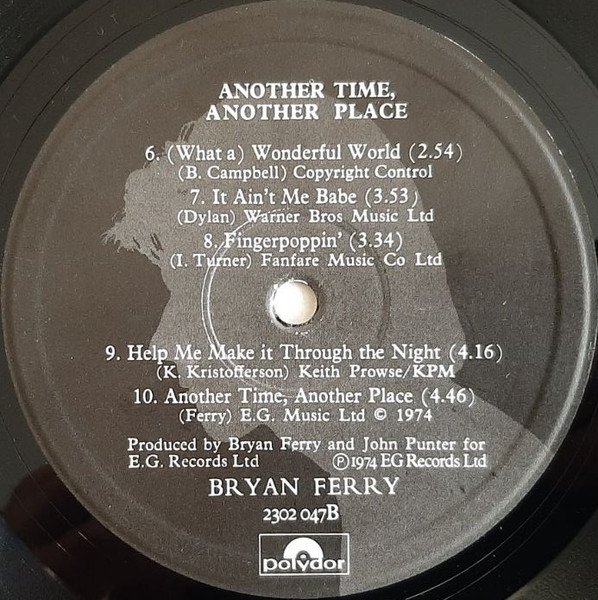 ANOTHER TIME,
ANOTHER PLACE
6. (What a) Wonderful World (2.54)
(B. Campbell) Copyright Control
7. It Ain't Me Babe (3.53)
(Dylan) Warner Bros Music Ltd
8. Fingerpoppin' (3.34)
(I. Turner) Fanfare Music Co Ltd
9. Help Me Make it Through the Night (4.16)
(K. Kristofferson) Keith Prowse/KPM
10. Another Time, Another Place (4.46)
(Ferry) E.G. Music Ltd © 1974
Produced by Bryan Ferry and John Punter for
E.G. Records Ltd ℗1974 EG Records Ltd
BRYAN FERRY
2302 047B
polydor